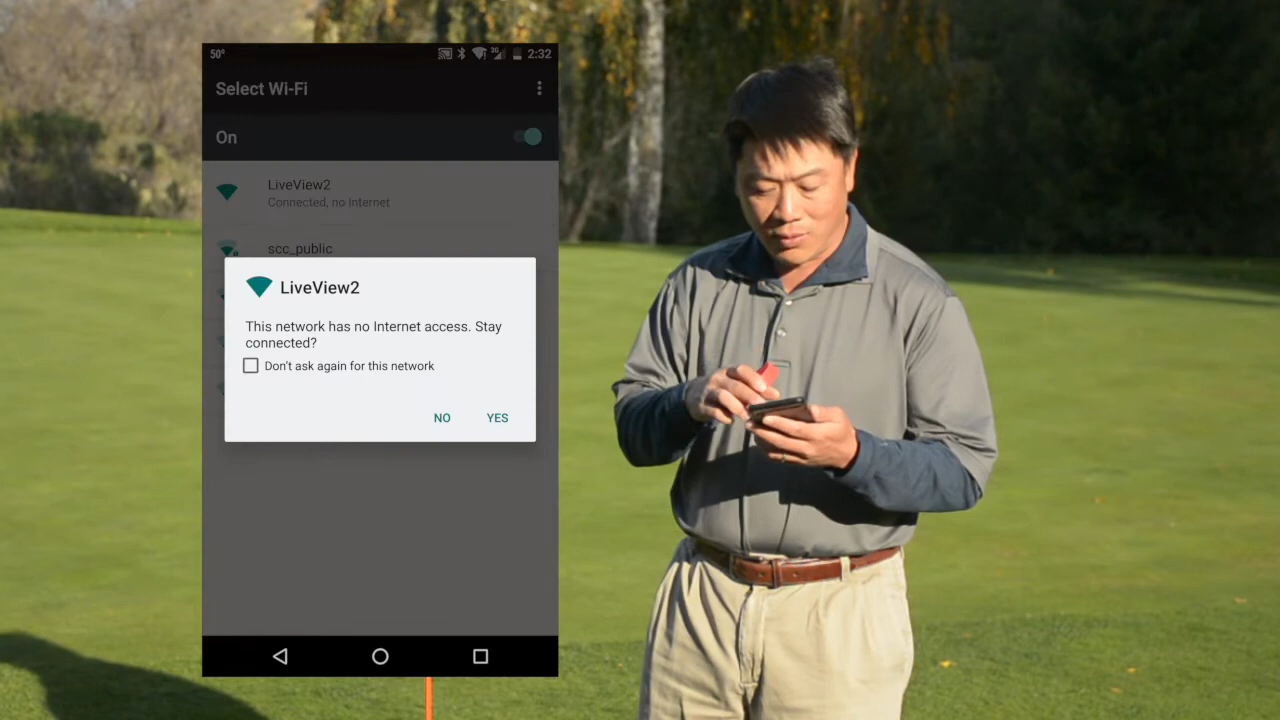 50°
3G
2:32
Select Wi-Fi
On
LiveView2
Connected, no Internet
scc_public
LiveView2
This network has no Internet access. Stay
connected?
Don't ask again for this network
NO YES